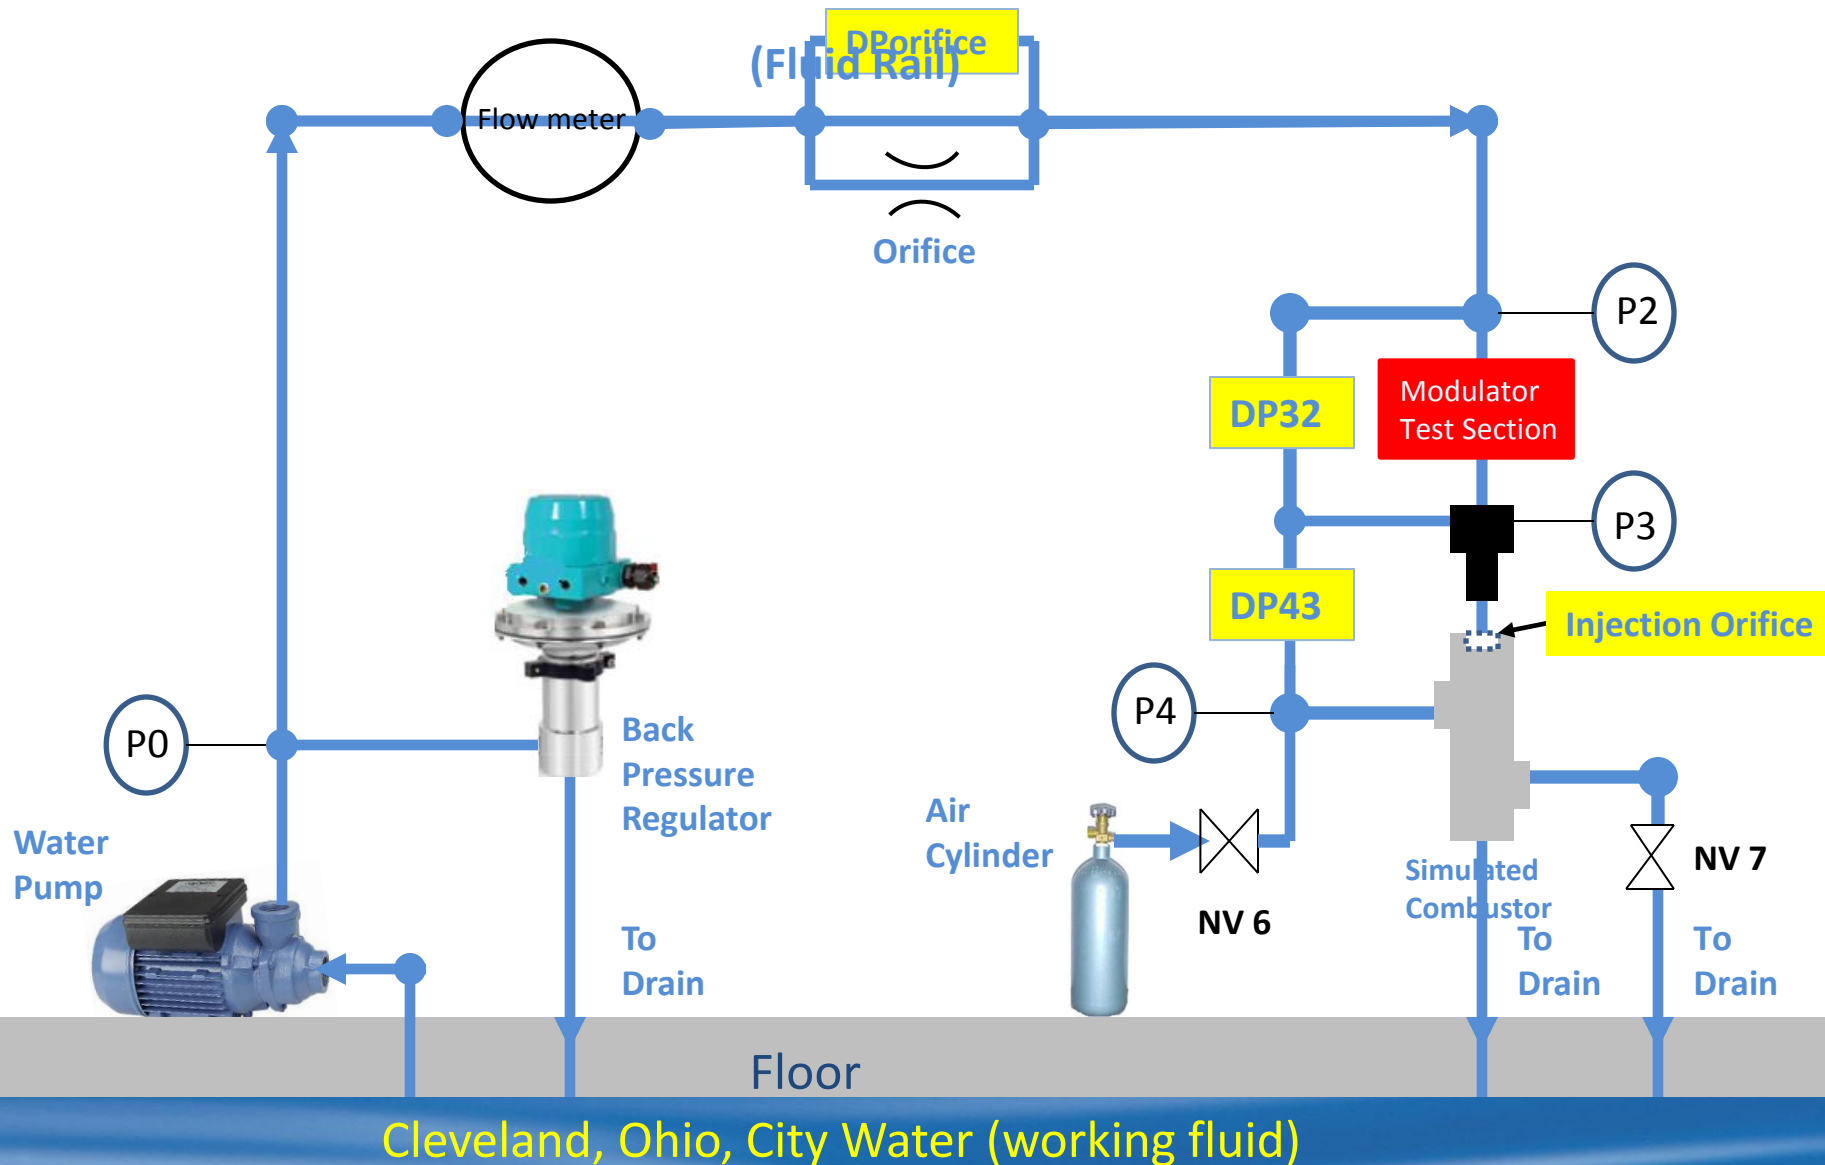 DPorifice
(Fluid Rail)
Flow meter
Orifice
P2
DP32
Modulator
Test Section
P3
DP43
Injection Orifice
P4
P0
Back
Pressure
Regulator
Air
Cylinder
Water
Pump
NV 6
Simulated
Combustor
NV 7
To
Drain
To
Drain
To
Drain
Floor
Cleveland, Ohio, City Water (working fluid)